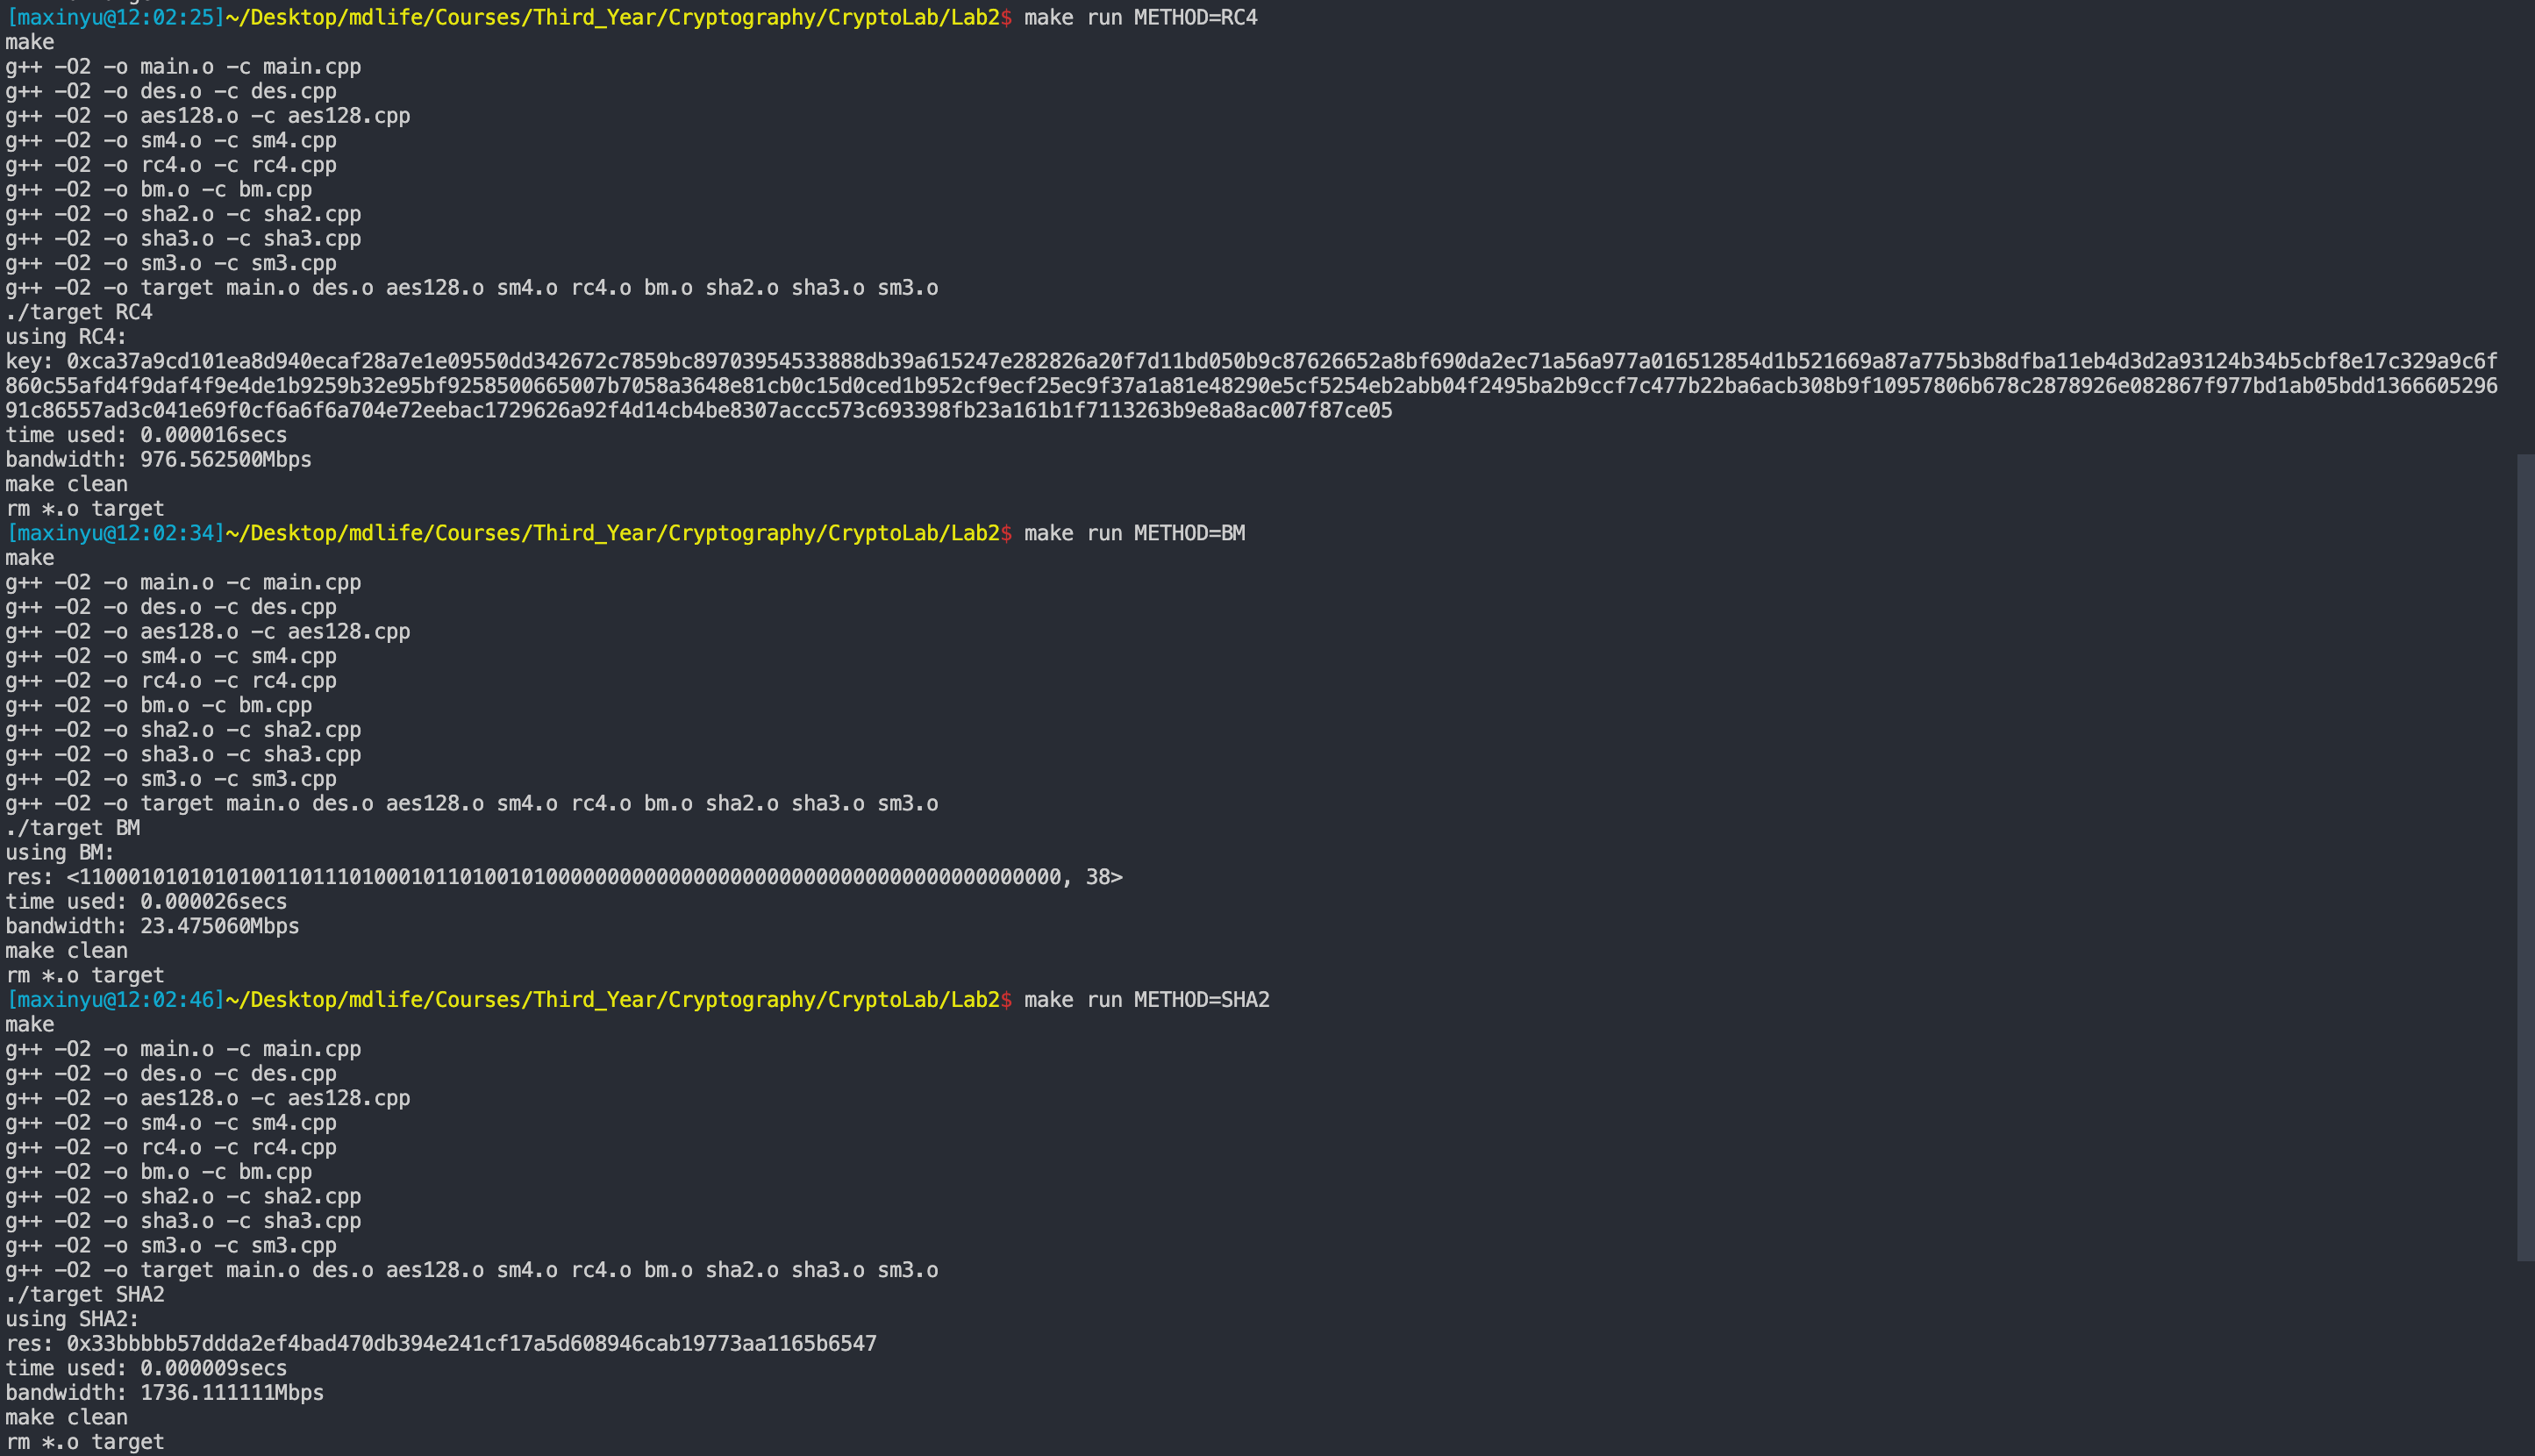 [maxinyu@12:02:25]~/Desktop/mdlife/Courses/Third_Year/Cryptography/CryptoLab/Lab2$ make run METHOD=RC4
make
g++ -O2 -o main.o -c main.cpp
g++ -O2 -o des.o -c des.cpp
g++ -O2 -o aes128.o -c aes128.cpp
g++ -O2 -o sm4.o -c sm4.cpp
g++ -O2 -o rc4.o -c rc4.cpp
g++ -O2 -o bm.o -c bm.cpp
g++ -O2 -o sha2.o -c sha2.cpp
g++ -O2 -o sha3.o -c sha3.cpp
g++ -O2 -o sm3.o -c sm3.cpp
g++ -O2 -o target main.o des.o aes128.o sm4.o rc4.o bm.o sha2.o sha3.o sm3.o
./target RC4
using RC4:
key: 0xca37a9cd101ea8d940ecaf28a7e1e09550dd342672c7859bc89703954533888db39a615247e282826a20f7d11bd050b9c87626652a8bf690da2ec71a56a977a016512854d1b521669a87a775b3b8dfba11eb4d3d2a93124b34b5cbf8e17c329a9c6f
860c55afd4f9daf4f9e4de1b9259b32e95bf9258500665007b7058a3648e81cb0c15d0ced1b952cf9ecf25ec9f37a1a81e48290e5cf5254eb2abb04f2495ba2b9ccf7c477b22ba6acb308b9f10957806b678c2878926e082867f977bd1ab05bdd1366605296
91c86557ad3c041e69f0cf6a6f6a704e72eebac1729626a92f4d14cb4be8307accc573c693398fb23a161b1f7113263b9e8a8ac007f87ce05
time used: 0.000016secs
bandwidth: 976.562500Mbps
make clean
rm *.o target
[maxinyu@12:02:34]~/Desktop/mdlife/Courses/Third_Year/Cryptography/CryptoLab/Lab2$ make run METHOD=BM
make
g++ -O2 -o main.o -c main.cpp
g++ -O2 -o des.o -c des.cpp
g++ -O2 -o aes128.o -c aes128.cpp
g++ -O2 -o sm4.o -c sm4.cpp
g++ -O2 -o rc4.o -c rc4.cpp
g++ -O2 -o bm.o -c bm.cpp
g++ -O2 -o sha2.o -c sha2.cpp
g++ -O2 -o sha3.o -c sha3.cpp
g++ -O2 -o sm3.o -c sm3.cpp
g++ -O2 -o target main.o des.o aes128.o sm4.o rc4.o bm.o sha2.o sha3.o sm3.o
./target BM
using BM:
res: <11000101010101001101110100010110100101000000000000000000000000000000000000000000, 38>
time used: 0.000026secs
bandwidth: 23.475060Mbps
make clean
rm *.o target
[maxinyu@12:02:46]~/Desktop/mdlife/Courses/Third_Year/Cryptography/CryptoLab/Lab2$ make run METHOD=SHA2
make
g++ -O2 -o main.o -c main.cpp
g++ -O2 -o des.o -c des.cpp
g++ -O2 -o aes128.o -c aes128.cpp
g++ -O2 -o sm4.o -c sm4.cpp
g++ -O2 -o rc4.o -c rc4.cpp
g++ -O2 -o bm.o -c bm.cpp
g++ -O2 -o sha2.o -c sha2.cpp
g++ -O2 -o sha3.o -c sha3.cpp
g++ -O2 -o sm3.o -c sm3.cpp
g++ -O2 -o target main.o des.o aes128.o sm4.o rc4.o bm.o sha2.o sha3.o sm3.o
./target SHA2
using SHA2:
res: 0x33bbbbb57ddda2ef4bad470db394e241cf17a5d608946cab19773aa1165b6547
time used: 0.000009secs
bandwidth: 1736.111111Mbps
make clean
rm *.o target